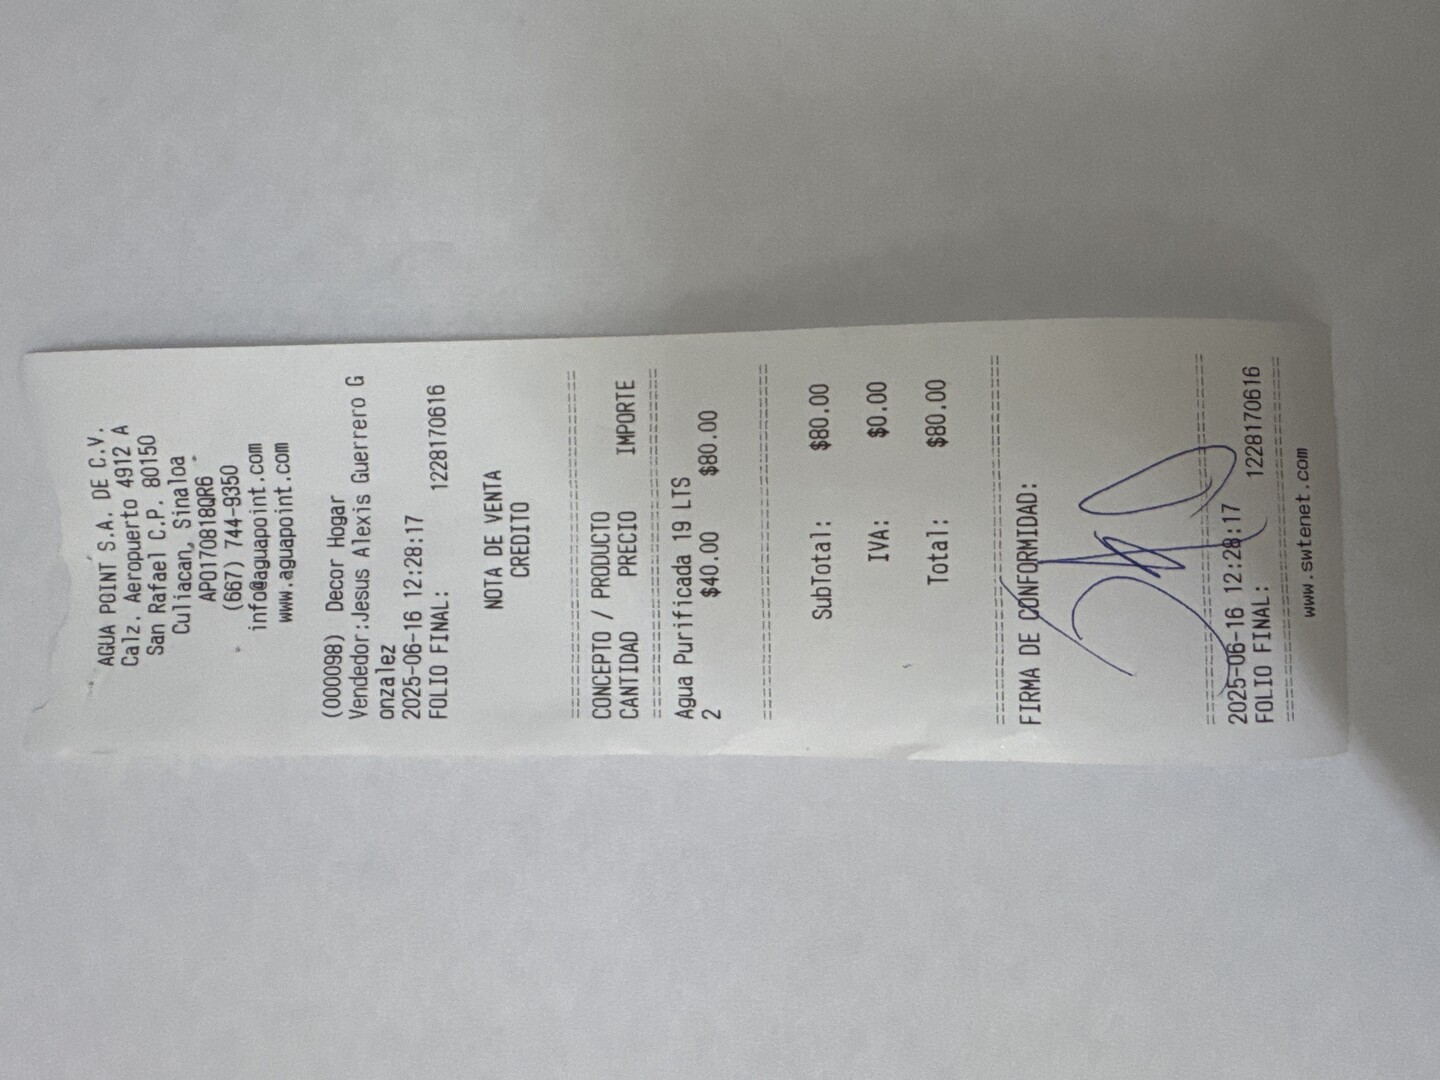 AGUA POINT S.A. DE C.V.
Calz. Aeropuerto 4912 A
San Rafael C.P. 80150
Culiacan, Sinaloa
APO170818QR6
(667) 744-9350
info@aguapoint.com
www.aguapoint.com
(000098) Decor Hogar
Vendedor:Jesus Alexis Guerrero G
onzalez
2025-06-16 12:28:17
FOLIO FINAL: 1228170616
NOTA DE VENTA
CREDITO
================================
CONCEPTO / PRODUCTO
CANTIDAD PRECIO IMPORTE
================================
Agua Purificada 19 LTS
2 $40.00 $80.00
================================
SubTotal: $80.00
IVA: $0.00
Total: $80.00
================================
FIRMA DE CONFORMIDAD:
================================
2025-06-16 12:28:17
FOLIO FINAL: 1228170616
================================
www.swtenet.com